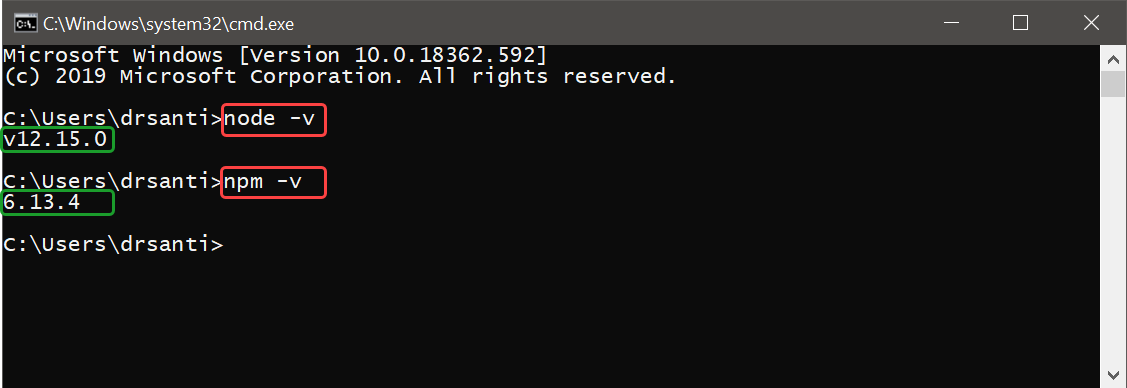 C:\Windows\system32\cmd.exe
Microsoft Windows [Version 10.0.18362.592]
(c) 2019 Microsoft Corporation. All rights reserved.
C:\Users\drsanti>node -v
v12.15.0
C:\Users\drsanti>npm -v
6.13.4
C:\Users\drsanti>